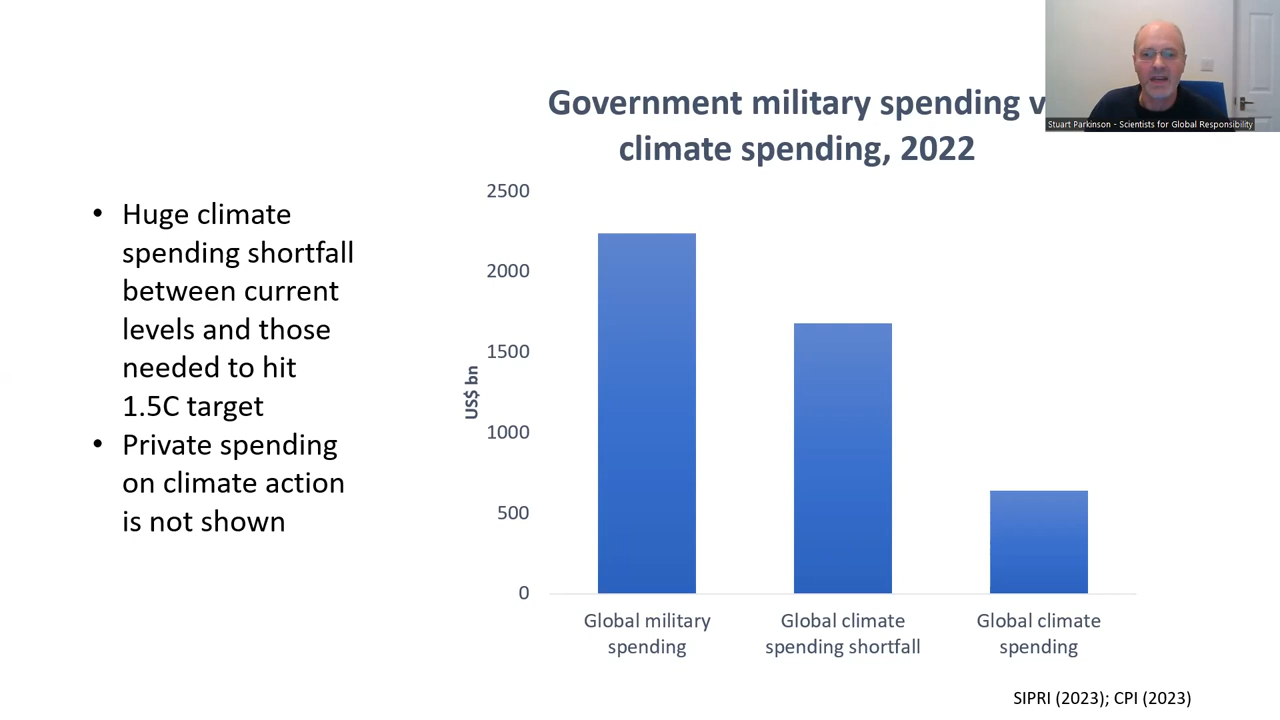 Government military spending v
climate spending, 2022
Stuart Parkinson - Scientists for Global Responsibility
• Huge climate
spending shortfall
between current
levels and those
needed to hit
1.5C target
• Private spending
on climate action
is not shown
US$ bn
2500
2000
1500
1000
500
0
Global military
spending
Global climate
spending shortfall
Global climate
spending
SIPRI (2023); CPI (2023)